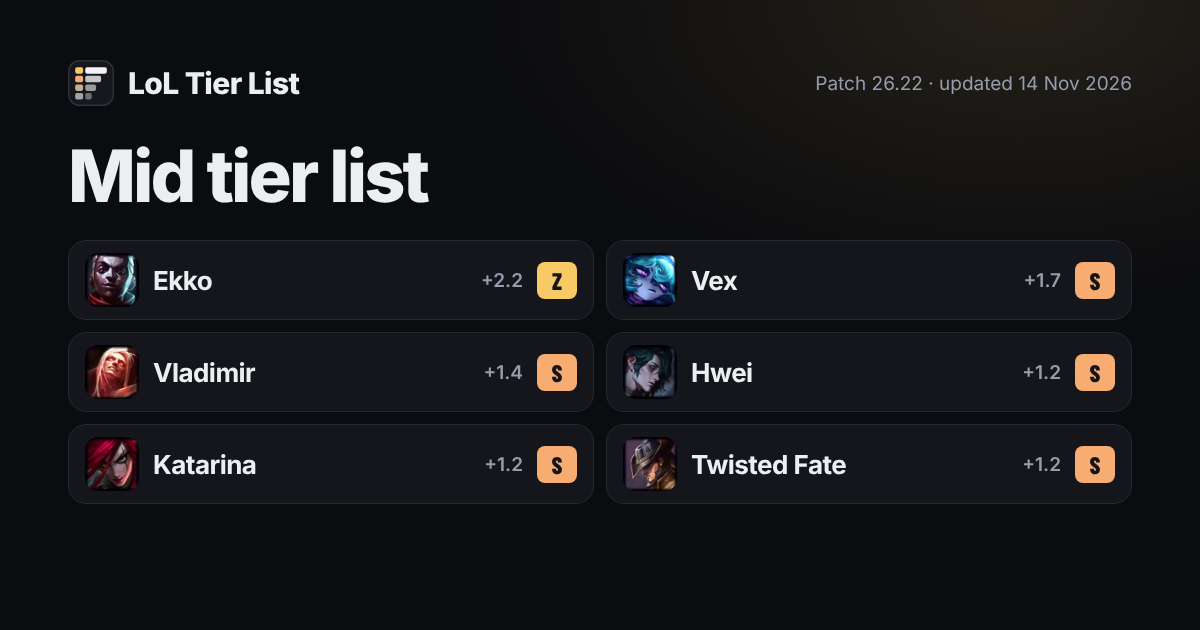 LoL Tier List
Patch 26.22 · updated 14 Nov 2026
Mid tier list
Ekko +2.2 Z
Vex +1.7 S
Vladimir +1.4 S
Hwei +1.2 S
Katarina +1.2 S
Twisted Fate +1.2 S